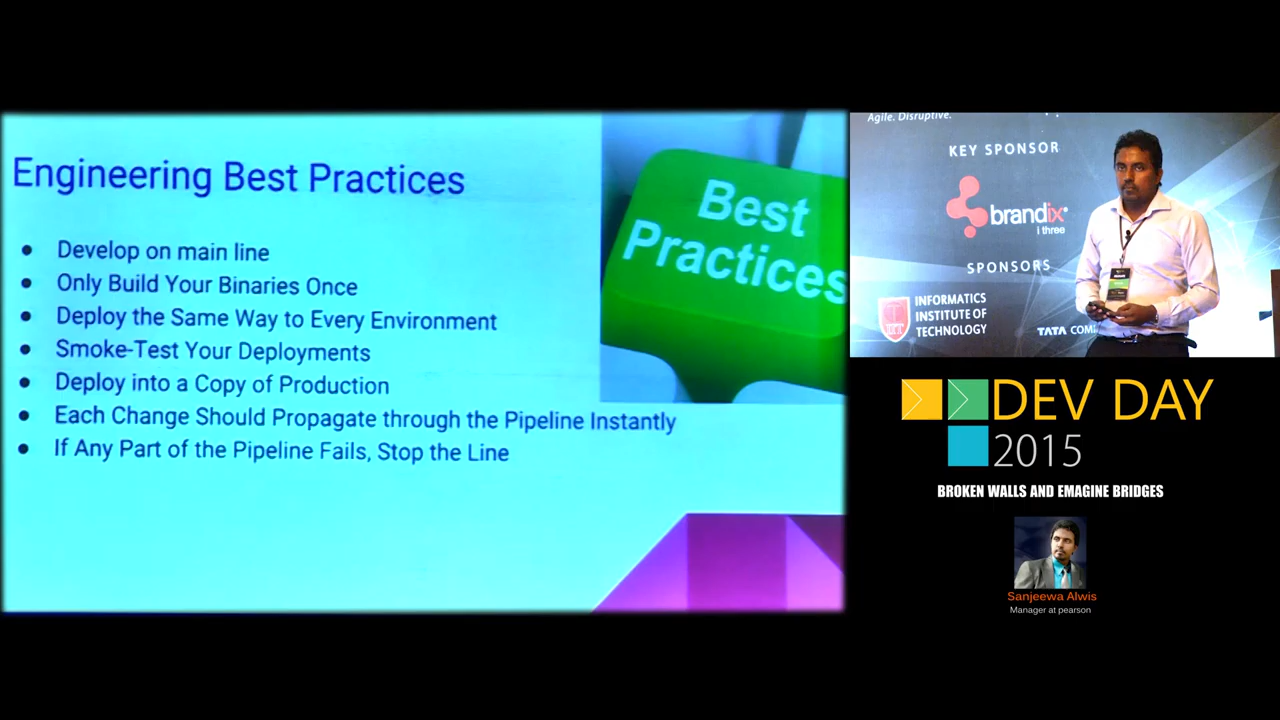 Engineering Best Practices
Develop on main line
Only Build Your Binaries Once
Deploy the Same Way to Every Environment
Smoke-Test Your Deployments
Deploy into a Copy of Production
Each Change Should Propagate through the Pipeline Instantly
If Any Part of the Pipeline Fails, Stop the Line
Best
Practices
Agile. Disruptive.
KEY SPONSOR
brandix
i three
SPONSORS
INFORMATICS
INSTITUTE OF
TECHNOLOGY
IIT
TATA
DEV DAY
2015
BROKEN WALLS AND EMAGINE BRIDGES
Sanjeewa Alwis
Manager at pearson